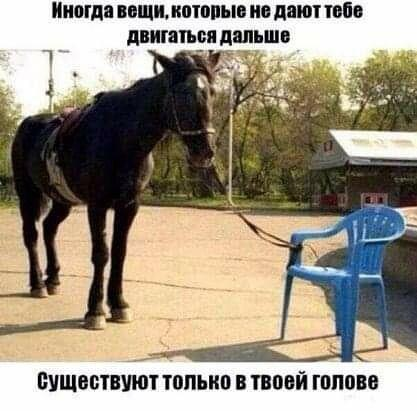 Иногда вещи, которые не дают тебе
двигаться дальше
Существуют только в твоей голове